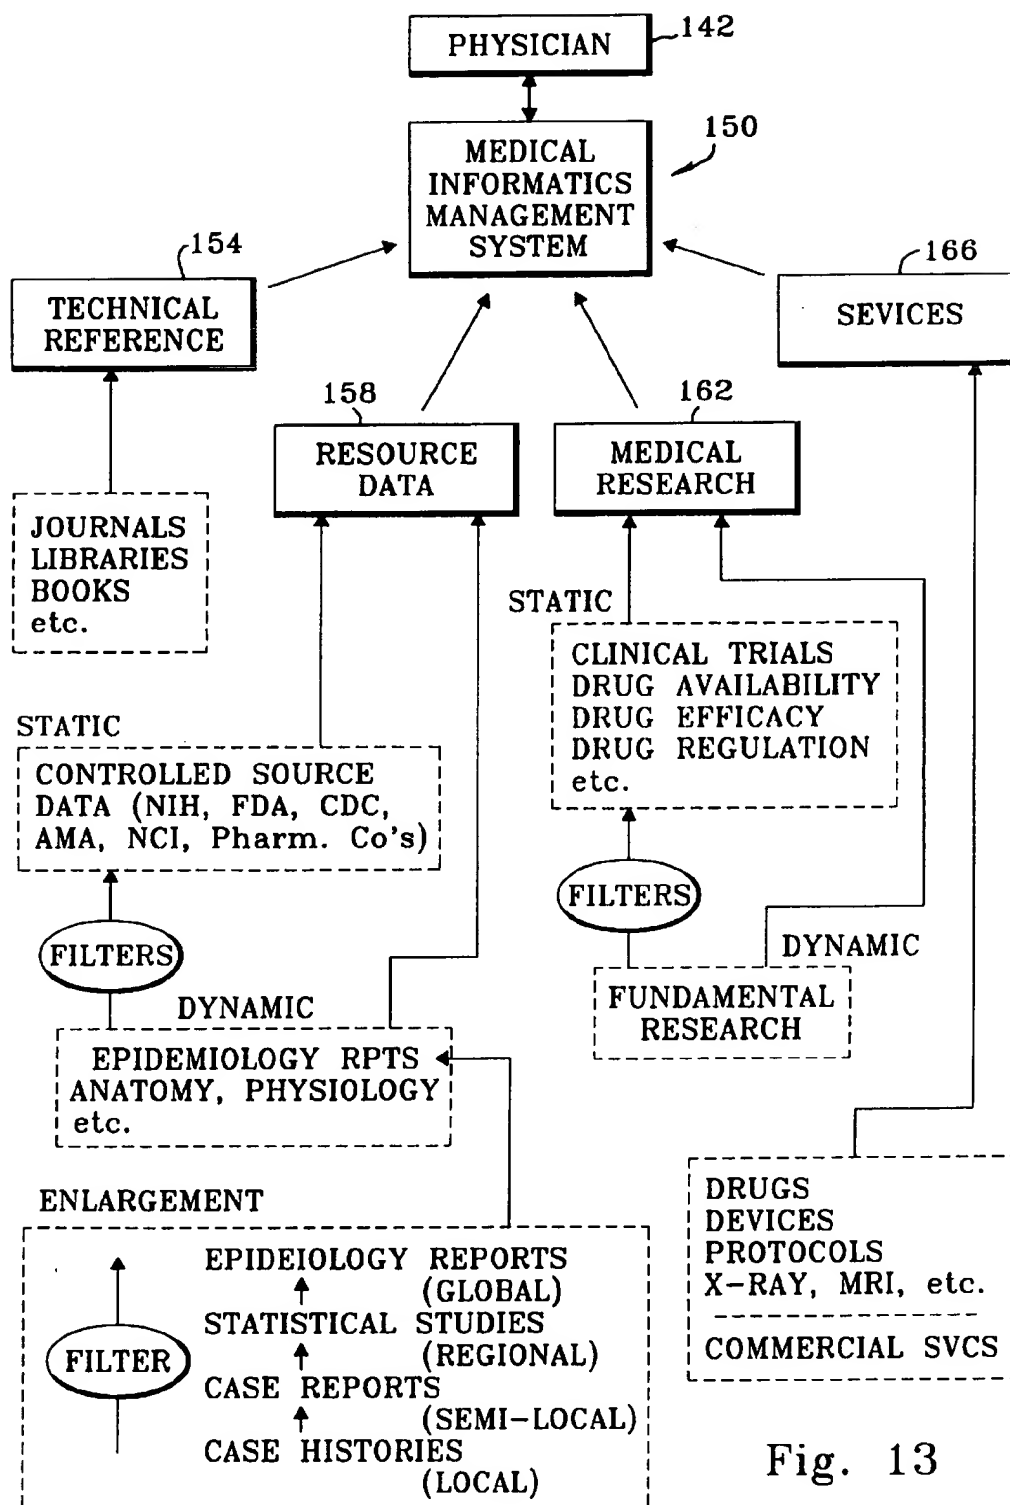 PHYSICIAN
142
MEDICAL
INFORMATICS
MANAGEMENT
SYSTEM
150
154
TECHNICAL
REFERENCE
166
SEVICES
158
RESOURCE
DATA
162
MEDICAL
RESEARCH
JOURNALS
LIBRARIES
BOOKS
etc.
STATIC
CLINICAL TRIALS
DRUG AVAILABILITY
DRUG EFFICACY
DRUG REGULATION
etc.
STATIC
CONTROLLED SOURCE
DATA (NIH, FDA, CDC,
AMA, NCI, Pharm. Co's)
FILTERS
FILTERS
DYNAMIC
FUNDAMENTAL
RESEARCH
DYNAMIC
EPIDEMIOLOGY RPTS
ANATOMY, PHYSIOLOGY
etc.
ENLARGEMENT
EPIDEIOLOGY REPORTS
(GLOBAL)
STATISTICAL STUDIES
(REGIONAL)
FILTER
CASE REPORTS
(SEMI-LOCAL)
CASE HISTORIES
(LOCAL)
DRUGS
DEVICES
PROTOCOLS
X-RAY, MRI, etc.
COMMERCIAL SVCS
Fig. 13